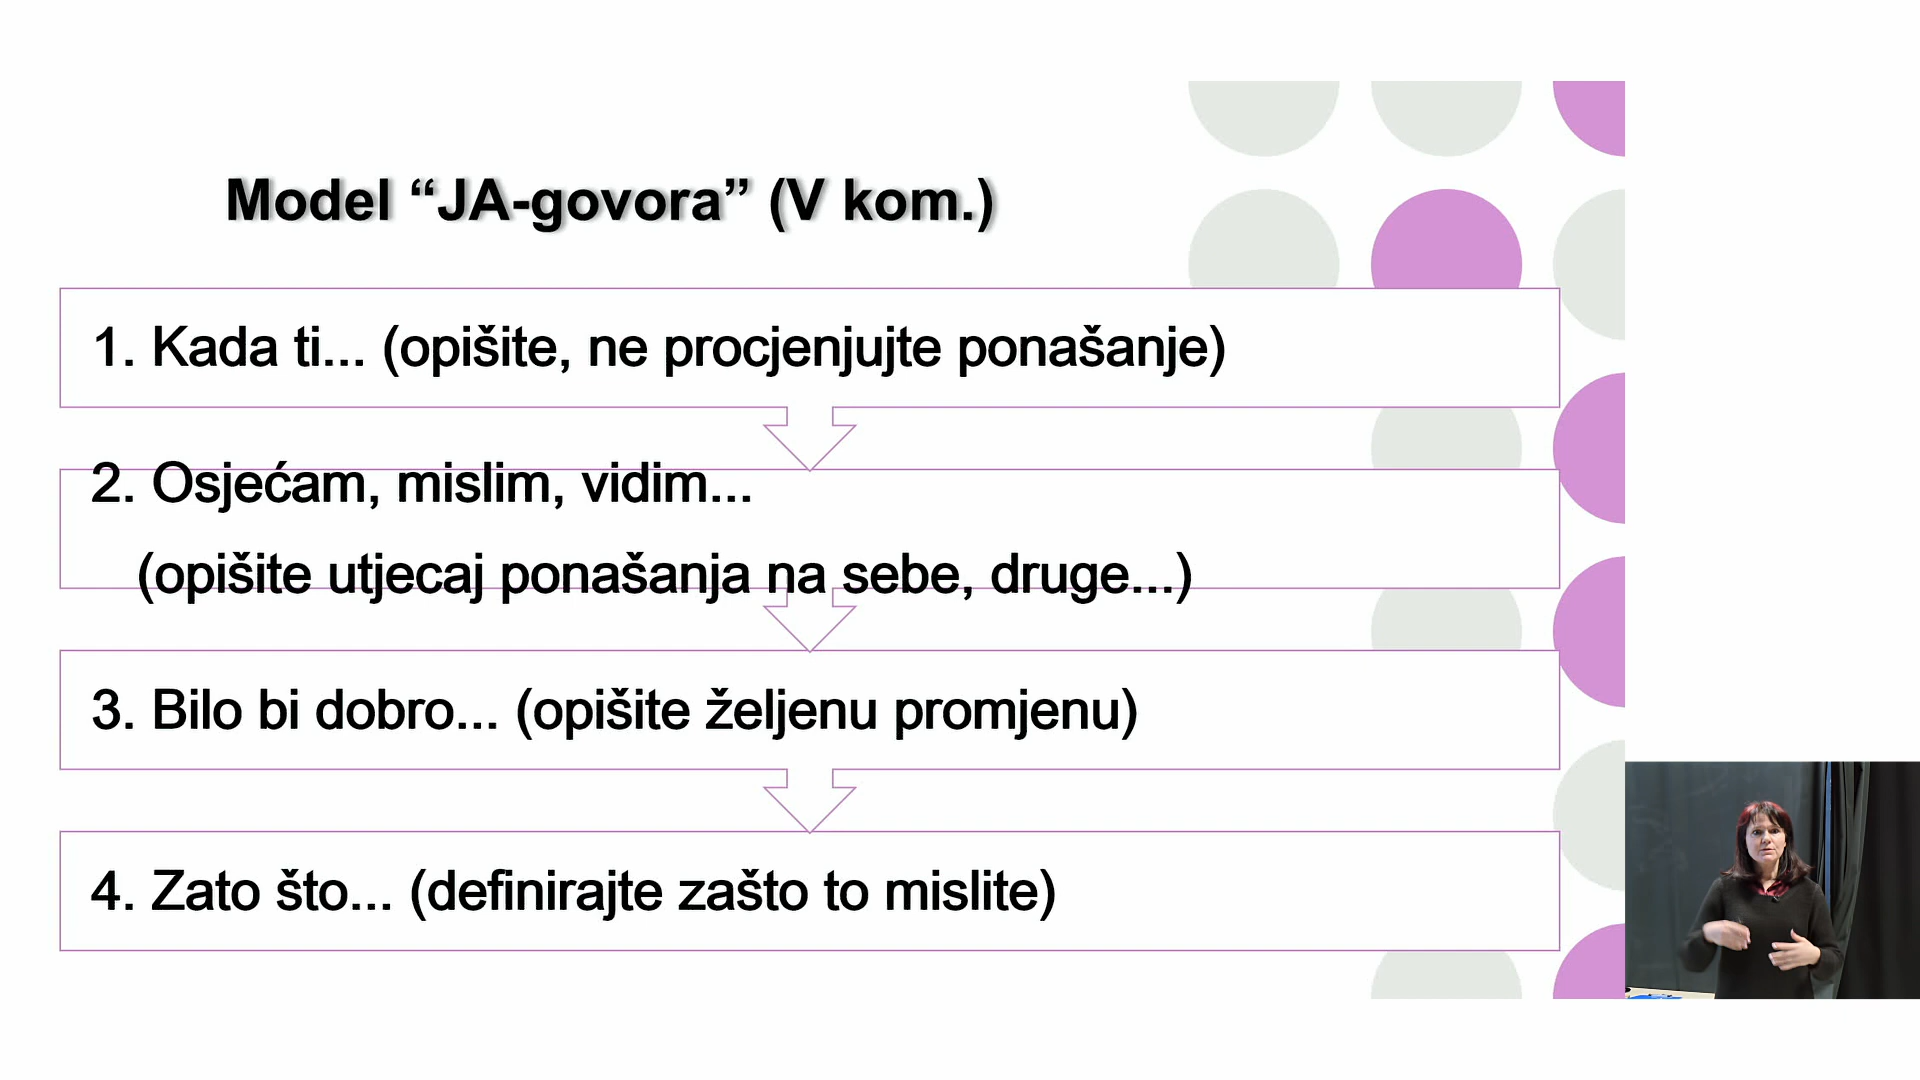 Model “JA-govora” (V kom.)
1. Kada ti... (opišite, ne procjenjujte ponašanje)
2. Osjećam, mislim, vidim...
(opišite utjecaj ponašanja na sebe, druge...)
3. Bilo bi dobro... (opišite željenu promjenu)
4. Zato što... (definirajte zašto to mislite)